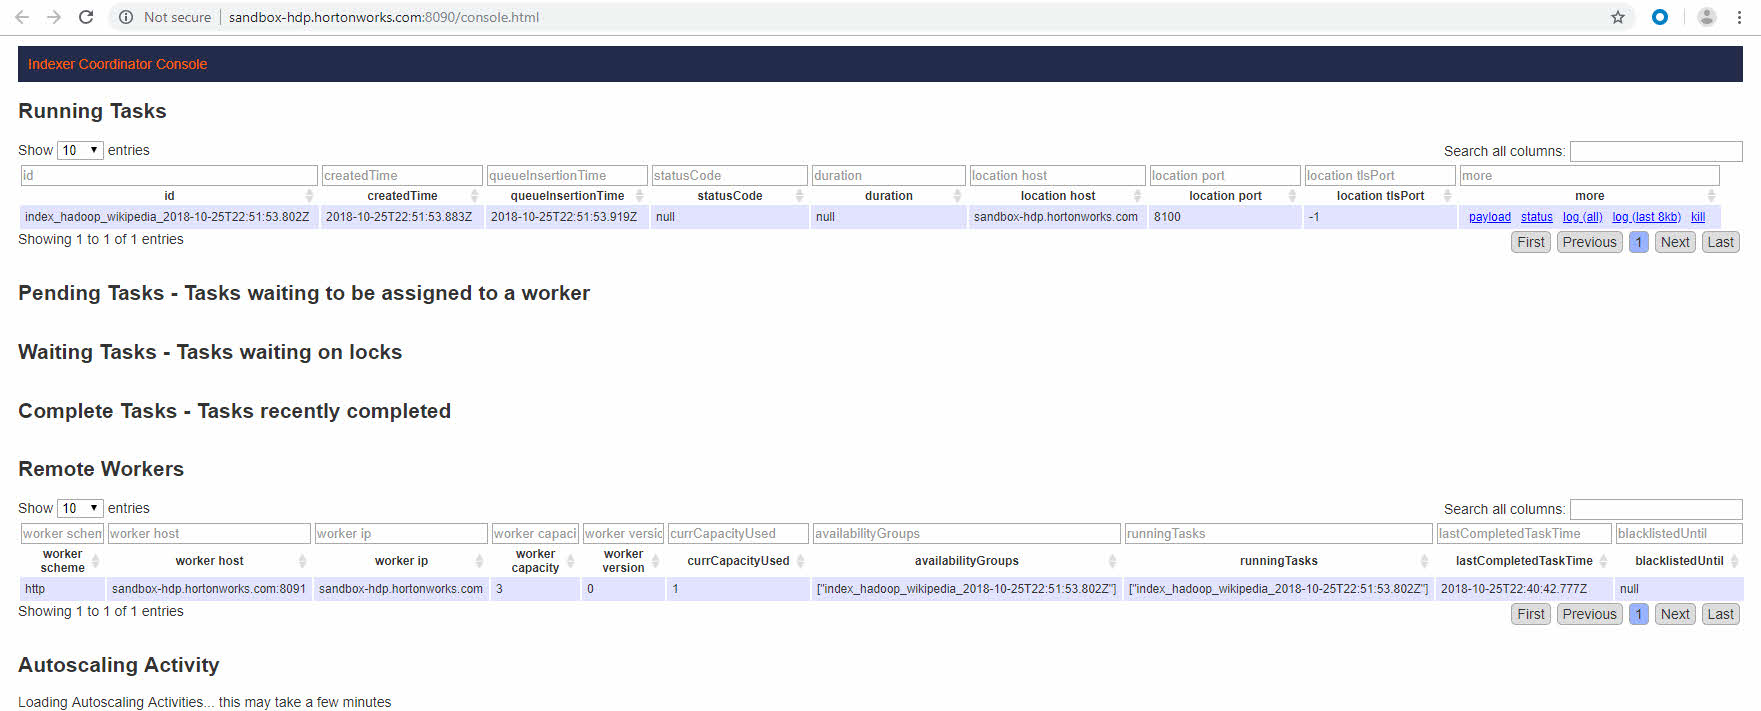 Not secure | sandbox-hdp.hortonworks.com:8090/console.html
Indexer Coordinator Console
Running Tasks
Show 10 entries Search all columns:
id createdTime queueInsertionTime statusCode duration location host location port location tlsPort more
id createdTime queueInsertionTime statusCode duration location host location port location tlsPort more
index_hadoop_wikipedia_2018-10-25T22:51:53.802Z 2018-10-25T22:51:53.883Z 2018-10-25T22:51:53.919Z null null sandbox-hdp.hortonworks.com 8100 -1 payload status log (all) log (last 8kb) kill
Showing 1 to 1 of 1 entries First Previous 1 Next Last
Pending Tasks - Tasks waiting to be assigned to a worker
Waiting Tasks - Tasks waiting on locks
Complete Tasks - Tasks recently completed
Remote Workers
Show 10 entries Search all columns:
worker schem worker host worker ip worker capaci worker versic currCapacityUsed availabilityGroups runningTasks lastCompletedTaskTime blacklistedUntil
worker scheme worker host worker ip worker capacity worker version currCapacityUsed availabilityGroups runningTasks lastCompletedTaskTime blacklistedUntil
http sandbox-hdp.hortonworks.com:8091 sandbox-hdp.hortonworks.com 3 0 1 ["index_hadoop_wikipedia_2018-10-25T22:51:53.802Z"] ["index_hadoop_wikipedia_2018-10-25T22:51:53.802Z"] 2018-10-25T22:40:42.777Z null
Showing 1 to 1 of 1 entries First Previous 1 Next Last
Autoscaling Activity
Loading Autoscaling Activities... this may take a few minutes